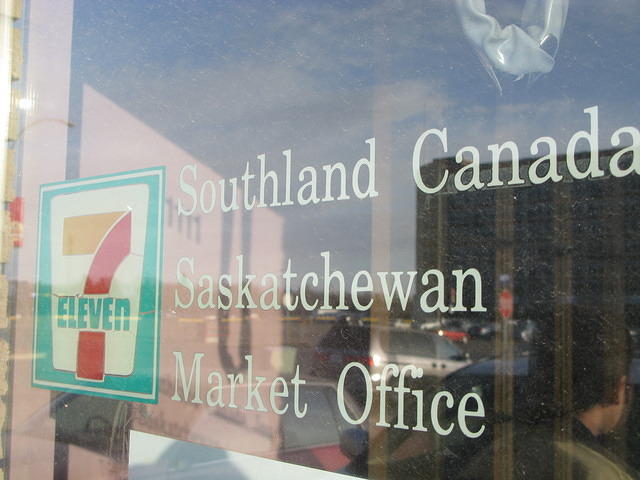 7
ELEVEn
Southland Canada
Saskatchewan
Market Office